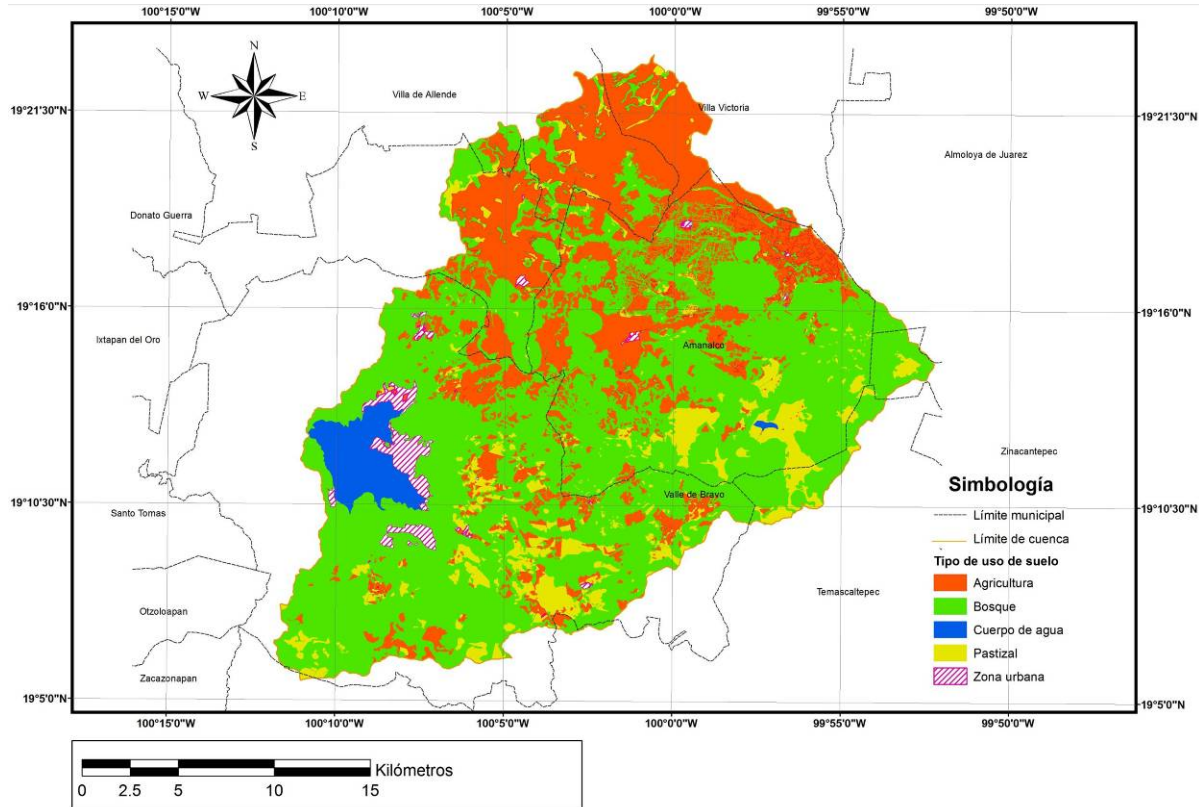 100°15'0"W 100°10'0"W 100°5'0"W 100°0'0"W 99°55'0"W 99°50'0"W
N
W E
S
Villa de Allende
Villa Victoria
19°21'30"N 19°21'30"N
Almoloya de Juarez
Donato Guerra
19°16'0"N 19°16'0"N
Ixtapan del Oro
Amanalco
Zinacantepec
Valle de Bravo
19°10'30"N 19°10'30"N
Santo Tomas
Simbología
Límite municipal
Límite de cuenca
Tipo de uso de suelo
Agricultura
Bosque
Cuerpo de agua
Pastizal
Zona urbana
Temascaltepec
Otzoloapan
Zacazonapan
19°5'0"N 19°5'0"N
100°15'0"W 100°10'0"W 100°5'0"W 100°0'0"W 99°55'0"W 99°50'0"W
Kilómetros
0 2.5 5 10 15